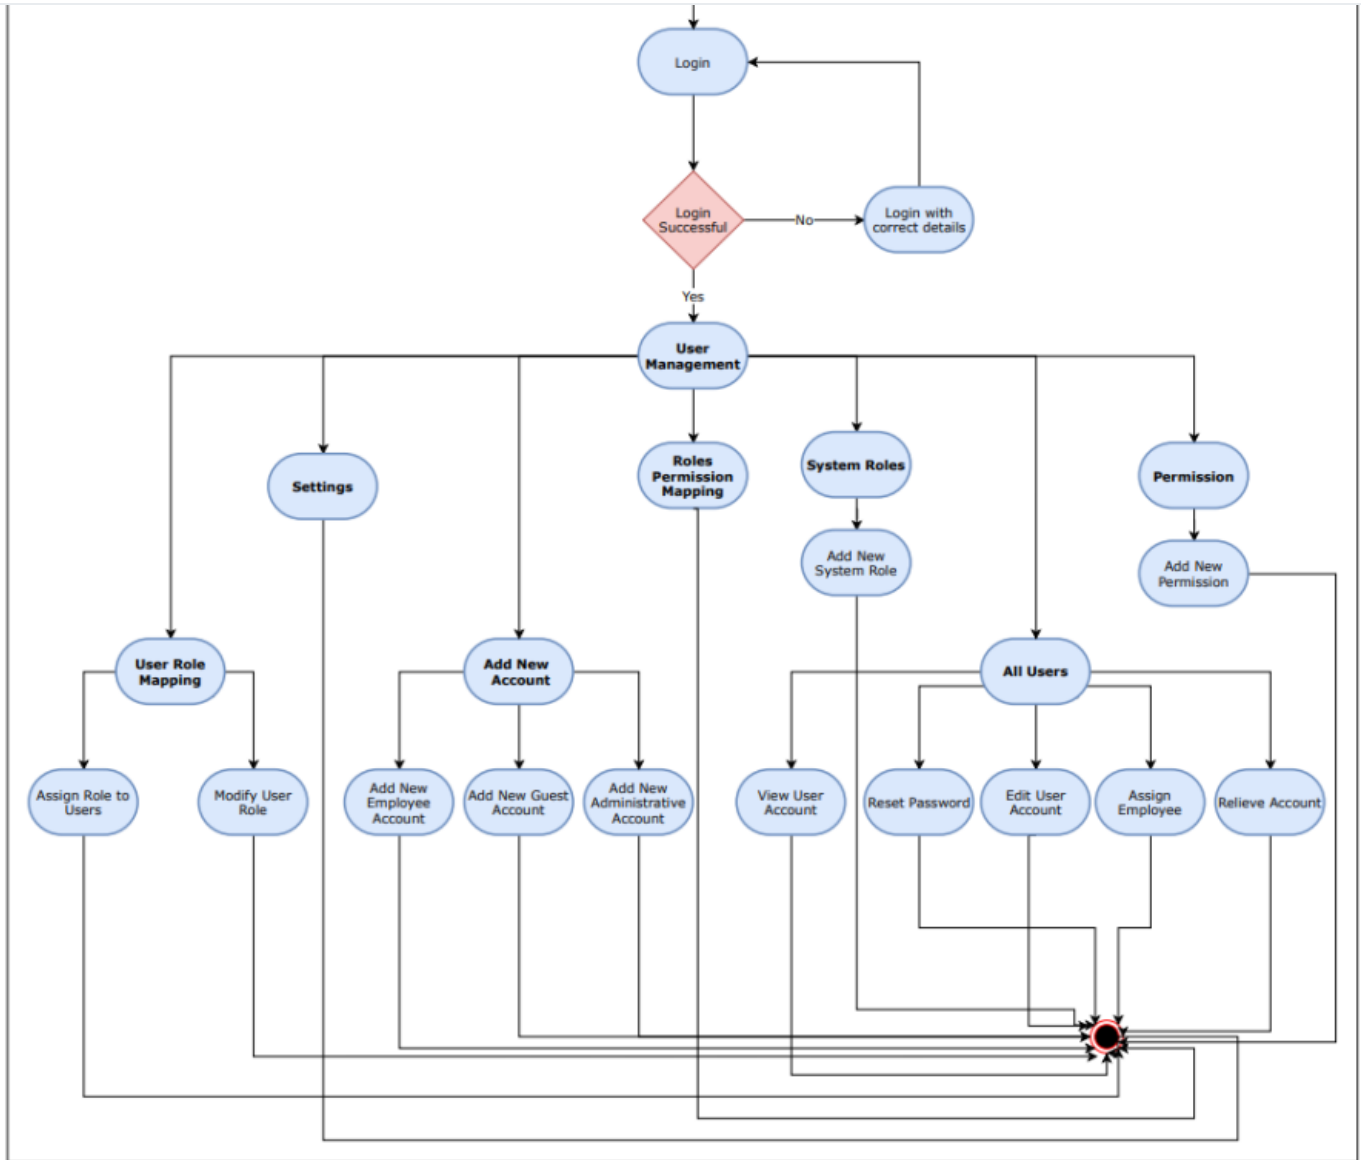 Login
Login
Successful
No
Login with
correct details
Yes
User
Management
Settings
Roles
Permission
Mapping
System Roles
Permission
Add New
System Role
Add New
Permission
User Role
Mapping
Add New
Account
All Users
Assign Role to
Users
Modify User
Role
Add New
Employee
Account
Add New Guest
Account
Add New
Administrative
Account
View User
Account
Reset Password
Edit User
Account
Assign
Employee
Relieve Account